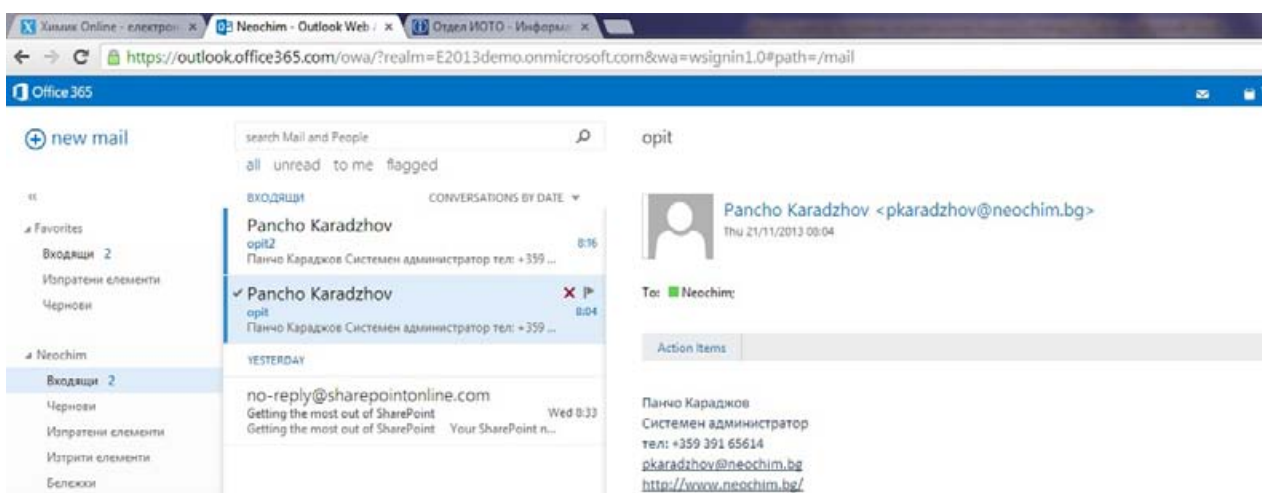 Химик Online - електрон
Neochim - Outlook Web
Отдел ИОТО - Информа
https://outlook.office365.com/owa/?realm=E2013demo.onmicrosoft.com&wa=wsignin1.0#path=/mail
Office 365
new mail
«
Favorites
Входящи 2
Изпратени елементи
Чернови
Neochim
Входящи 2
Чернови
Изпратени елементи
Изтрити елементи
Бележки
search Mail and People
all unread to me flagged
ВХОДЯЩИ CONVERSATIONS BY DATE
Pancho Karadzhov
opit2 8:16
Панчо Караджов Системен администратор тел: +359 ...
Pancho Karadzhov
opit 8:04
Панчо Караджов Системен администратор тел: +359 ...
YESTERDAY
no-reply@sharepointonline.com
Getting the most out of SharePoint Wed 8:33
Getting the most out of SharePoint Your SharePoint n...
opit
Pancho Karadzhov <pkaradzhov@neochim.bg>
Thu 21/11/2013 08:04
To: Neochim;
Action Items
Панчо Караджов
Системен администратор
тел: +359 391 65614
pkaradzhov@neochim.bg
http://www.neochim.bg/